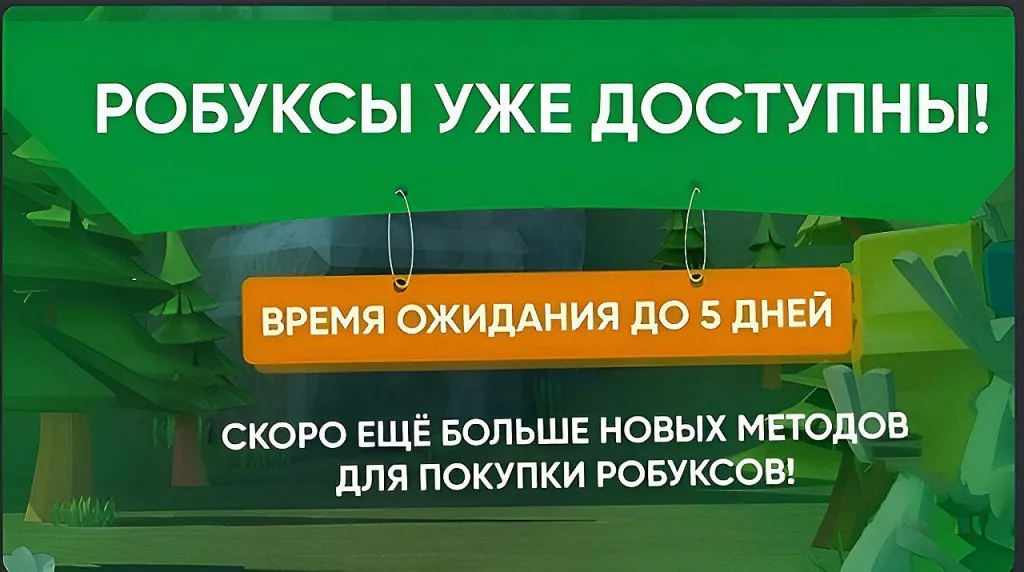 РОБУКСЫ УЖЕ ДОСТУПНЫ!
ВРЕМЯ ОЖИДАНИЯ ДО 5 ДНЕЙ
СКОРО ЕЩЁ БОЛЬШЕ НОВЫХ МЕТОДОВ
ДЛЯ ПОКУПКИ РОБУКСОВ!